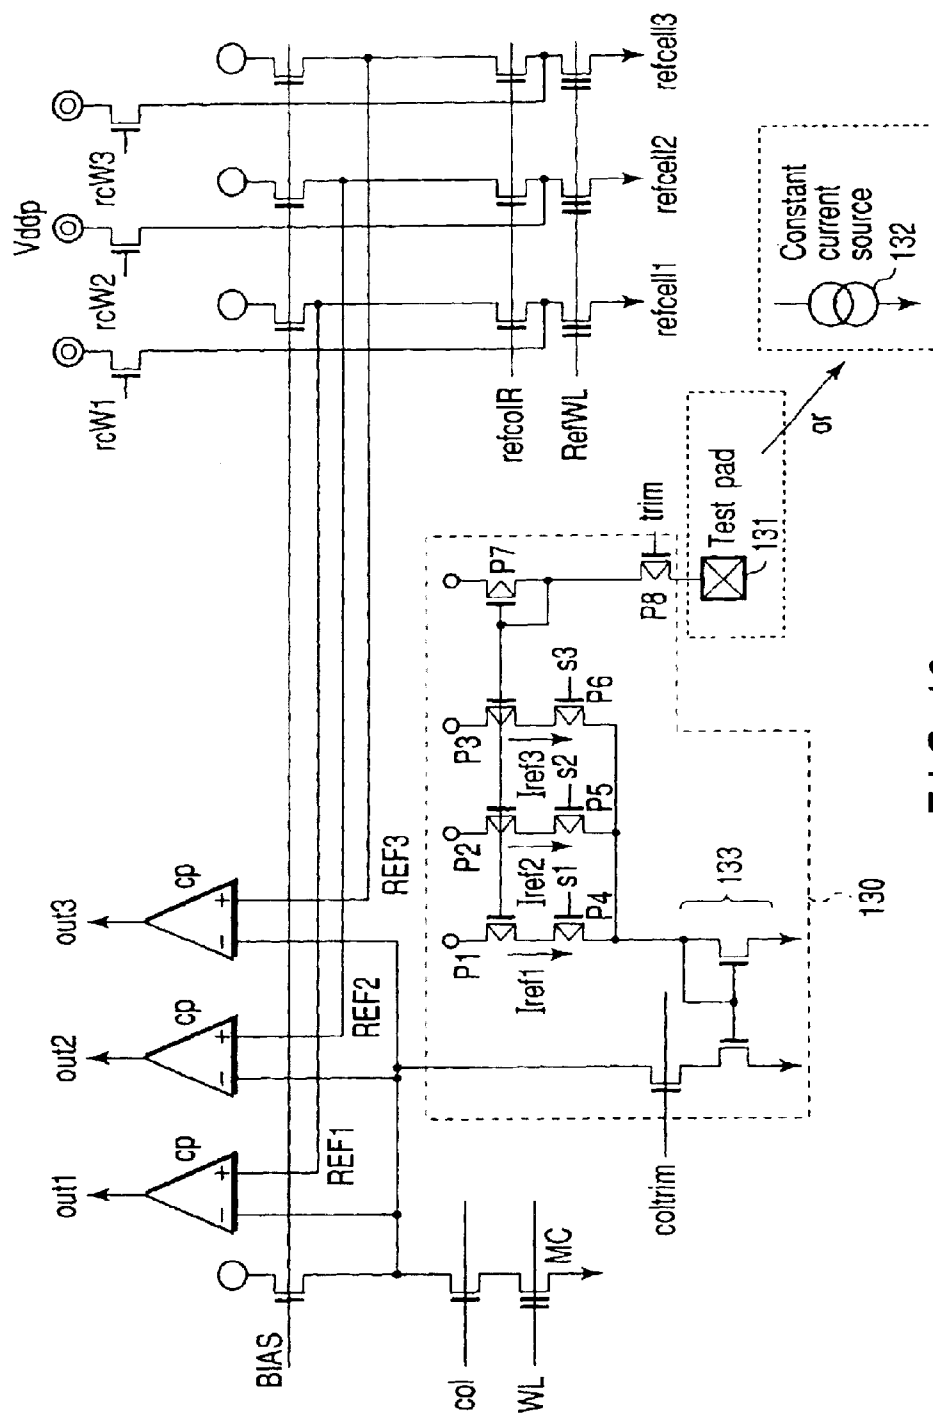 out1
out2
out3
cp
cp
cp
+
−
+
−
+
−
REF1
REF2
REF3
BIAS
col
WL
MC
coltrim
Vddp
rcW1
rcW2
rcW3
refcolR
RefWL
refcell1
refcell2
refcell3
P1
P2
P3
P7
Iref1
Iref2
Iref3
s1
s2
s3
P4
P5
P6
P8
trim
133
130
Test pad
131
or
Constant
current
source
132